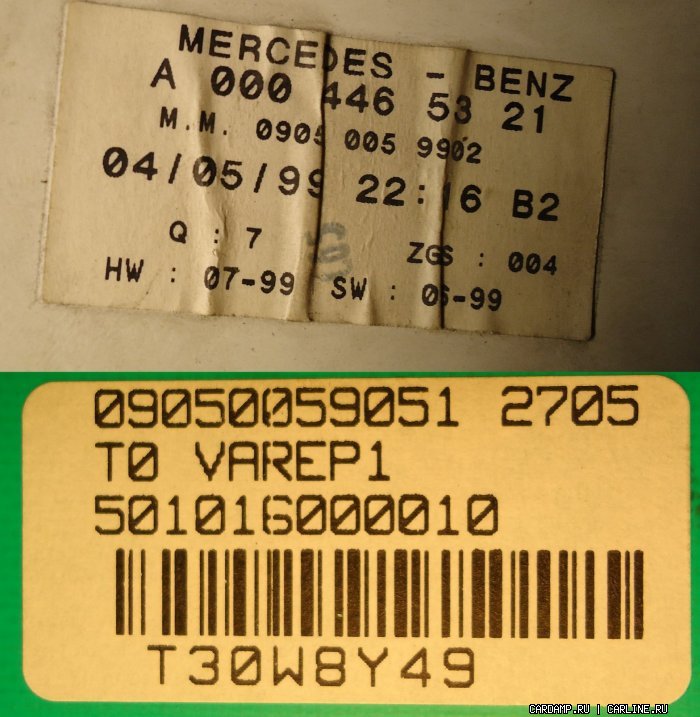 MERCEDES - BENZ
A 000 446 53 21
M.M. 0905 005 9902
04/05/99 22:16 B2
Q : 7 ZGS : 004
HW : 07-99 SW : 06-99
09050059051 2705
T0 VAREP1
501016000010
T30W8Y49
CARDAMP.RU | CARLINE.RU